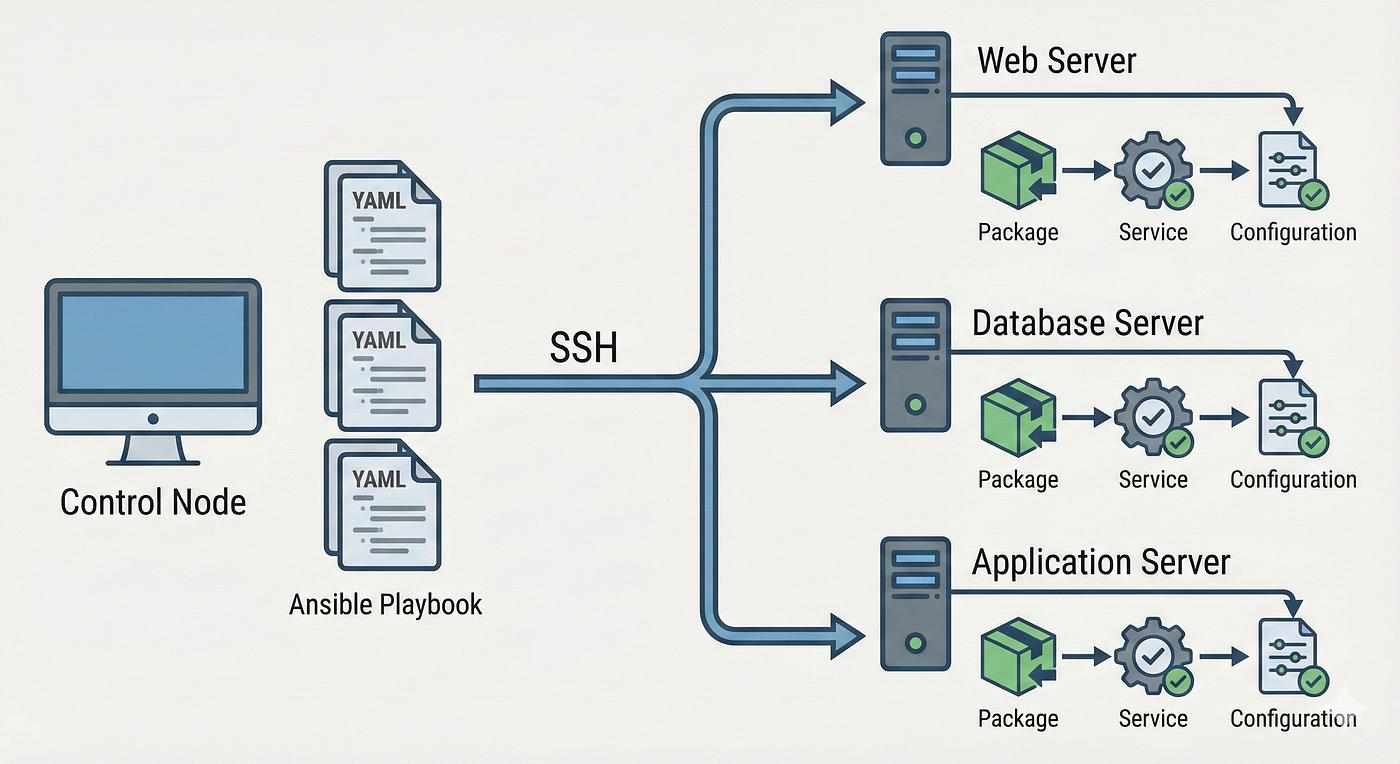 Control Node
YAML
YAML
YAML
Ansible Playbook
SSH
Web Server
Package
Service
Configuration
Database Server
Package
Service
Configuration
Application Server
Package
Service
Configuration